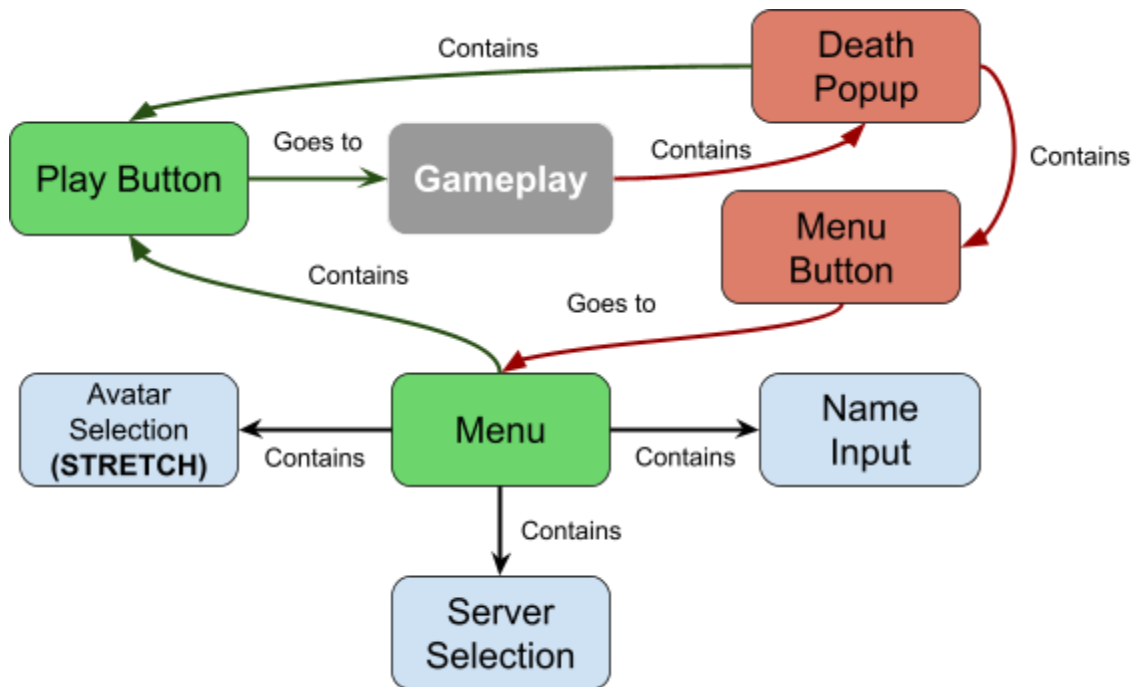 Contains
Death
Popup
Goes to
Contains
Contains
Play Button
Gameplay
Menu
Button
Contains
Goes to
Avatar
Selection
(STRETCH)
Contains
Menu
Contains
Name
Input
Contains
Server
Selection